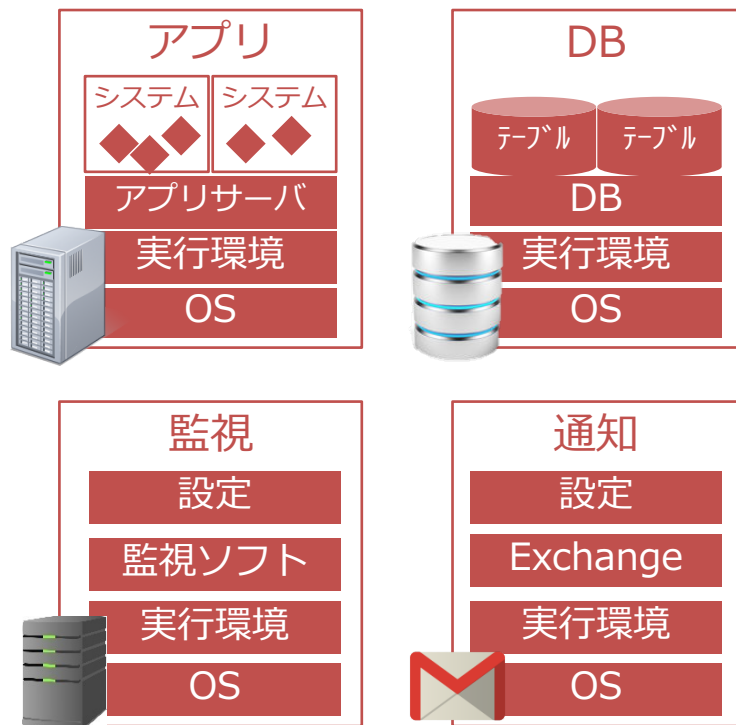 アプリ
システム
システム
アプリサーバ
実行環境
OS
DB
ﾃｰﾌﾞﾙ
ﾃｰﾌﾞﾙ
DB
実行環境
OS
監視
設定
監視ソフト
実行環境
OS
通知
設定
Exchange
実行環境
OS